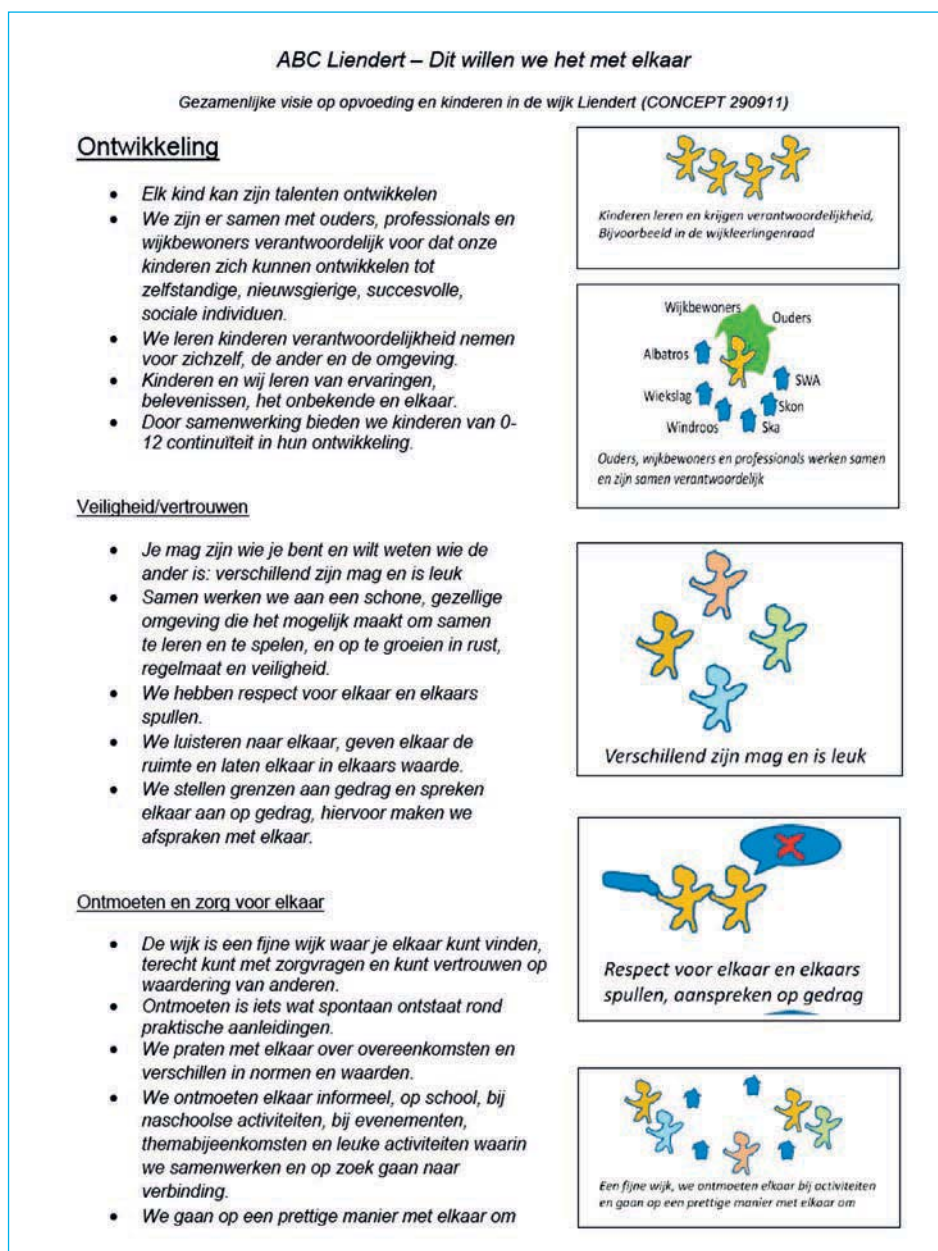 ABC Liendert – Dit willen we het met elkaar
Gezamenlijke visie op opvoeding en kinderen in de wijk Liendert (CONCEPT 290911)
Ontwikkeling
• Elk kind kan zijn talenten ontwikkelen
• We zijn er samen met ouders, professionals en
wijkbewoners verantwoordelijk voor dat onze
kinderen zich kunnen ontwikkelen tot
zelfstandige, nieuwsgierige, succesvolle,
sociale individuen.
• We leren kinderen verantwoordelijkheid nemen
voor zichzelf, de ander en de omgeving.
• Kinderen en wij leren van ervaringen,
belevenissen, het onbekende en elkaar.
• Door samenwerking bieden we kinderen van 0-
12 continuïteit in hun ontwikkeling.
Kinderen leren en krijgen verantwoordelijkheid,
Bijvoorbeeld in de wijkleerlingenraad
Wijkbewoners
Ouders
Albatros
SWA
Wiekslag
Skon
Windroos
Ska
Ouders, wijkbewoners en professionals werken samen
en zijn samen verantwoordelijk
Veiligheid/vertrouwen
• Je mag zijn wie je bent en wilt weten wie de
ander is: verschillend zijn mag en is leuk
• Samen werken we aan een schone, gezellige
omgeving die het mogelijk maakt om samen
te leren en te spelen, en op te groeien in rust,
regelmaat en veiligheid.
• We hebben respect voor elkaar en elkaars
spullen.
• We luisteren naar elkaar, geven elkaar de
ruimte en laten elkaar in elkaars waarde.
• We stellen grenzen aan gedrag en spreken
elkaar aan op gedrag, hiervoor maken we
afspraken met elkaar.
Verschillend zijn mag en is leuk
Respect voor elkaar en elkaars
spullen, aanspreken op gedrag
Ontmoeten en zorg voor elkaar
• De wijk is een fijne wijk waar je elkaar kunt vinden,
terecht kunt met zorgvragen en kunt vertrouwen op
waardering van anderen.
• Ontmoeten is iets wat spontaan ontstaat rond
praktische aanleidingen.
• We praten met elkaar over overeenkomsten en
verschillen in normen en waarden.
• We ontmoeten elkaar informeel, op school, bij
naschoolse activiteiten, bij evenementen,
themabijeenkomsten en leuke activiteiten waarin
we samenwerken en op zoek gaan naar
verbinding.
• We gaan op een prettige manier met elkaar om
Een fijne wijk, we ontmoeten elkaar bij activiteiten
en gaan op een prettige manier met elkaar om